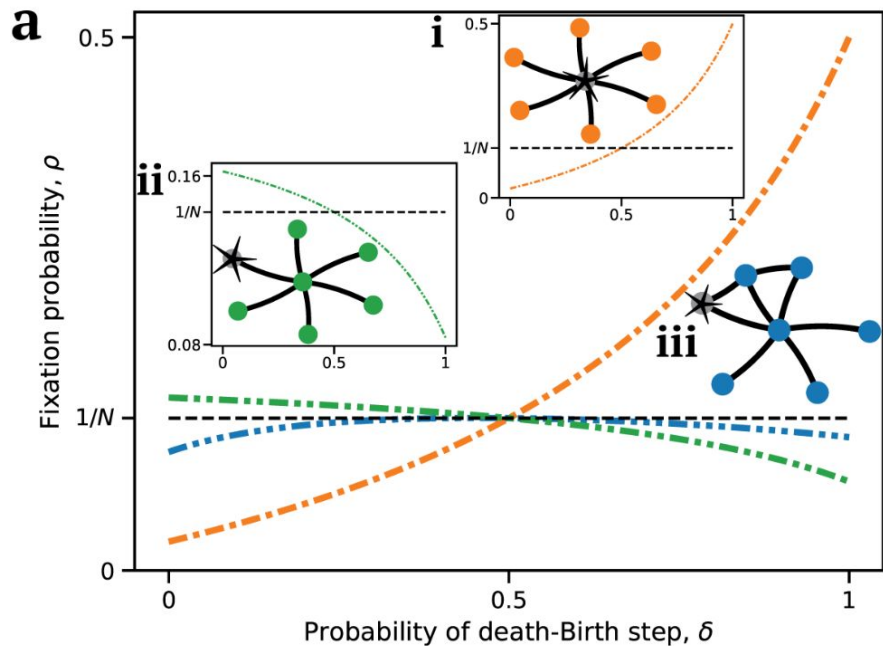 a
i
ii
iii
0.5
1/N
0
0
0.5
1
Fixation probability, ρ
Probability of death-Birth step, δ
0.5
1/N
0
0
0.5
1
0.16
1/N
0.08
0
0.5
1